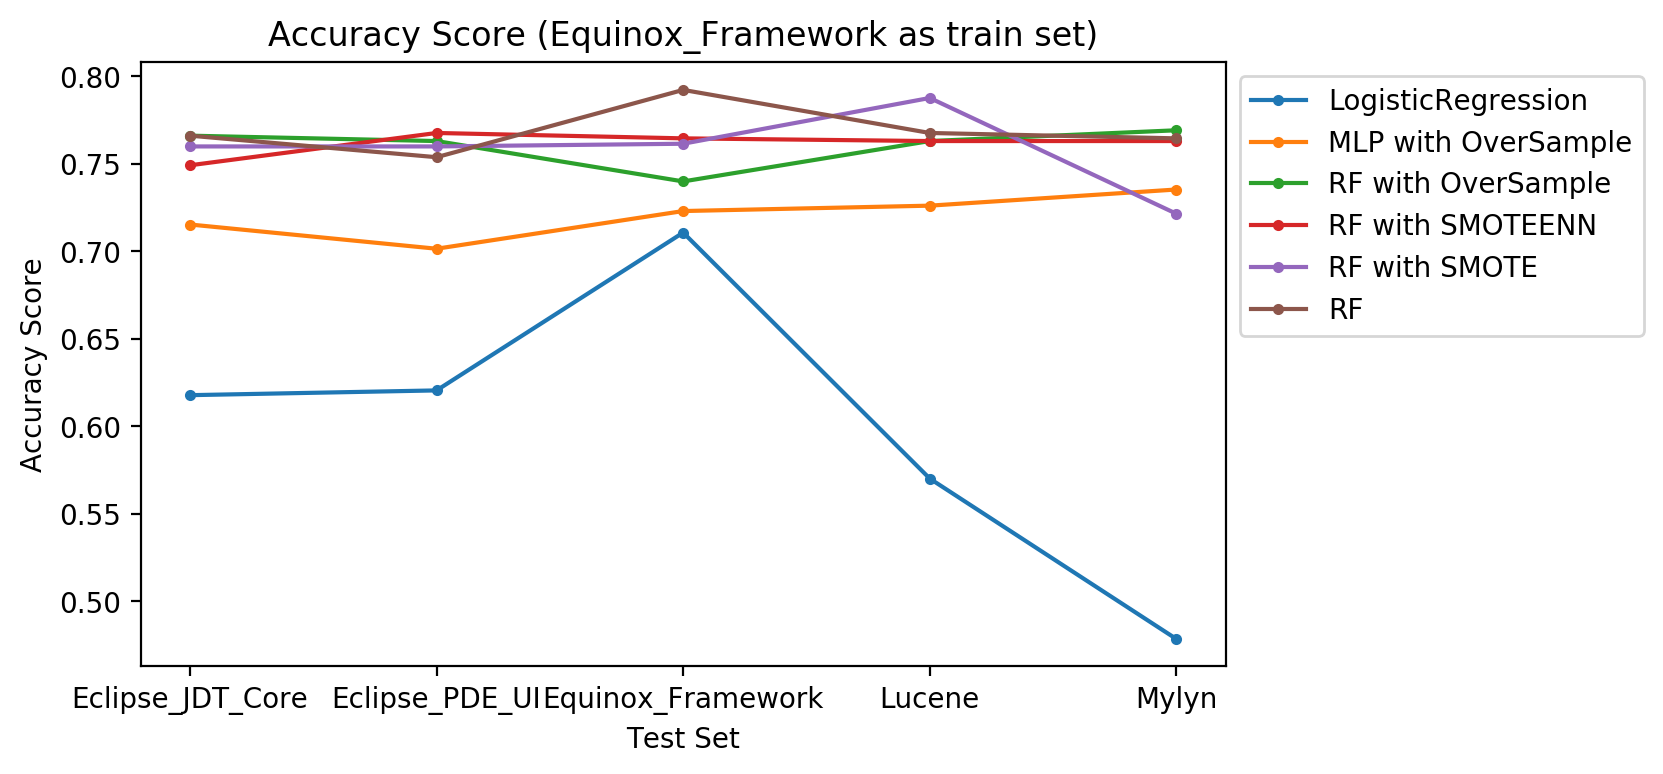 Accuracy Score (Equinox_Framework as train set)
Accuracy Score
0.80
0.75
0.70
0.65
0.60
0.55
0.50
Eclipse_JDT_Core
Eclipse_PDE_UI
Equinox_Framework
Lucene
Mylyn
Test Set
LogisticRegression
MLP with OverSample
RF with OverSample
RF with SMOTEENN
RF with SMOTE
RF